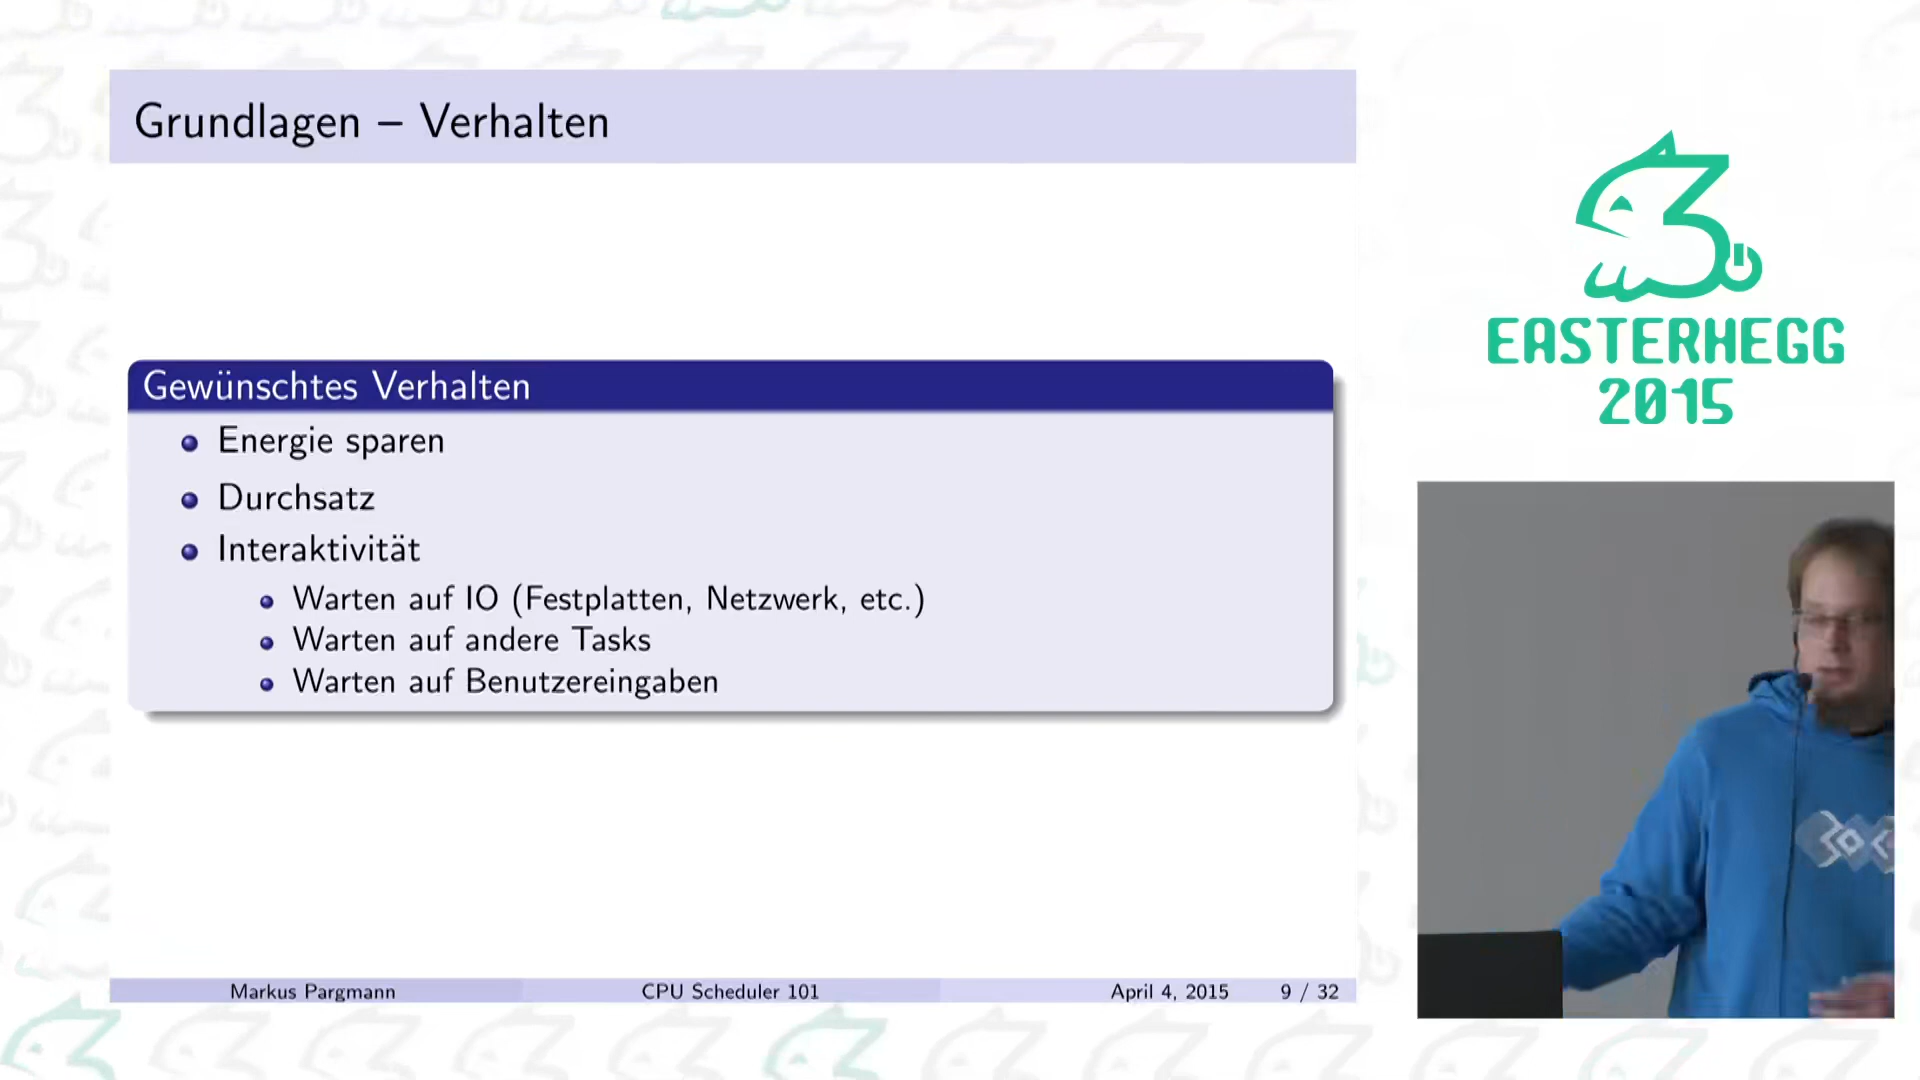 Grundlagen – Verhalten
Gewünschtes Verhalten
Energie sparen
Durchsatz
Interaktivität
Warten auf IO (Festplatten, Netzwerk, etc.)
Warten auf andere Tasks
Warten auf Benutzereingaben
Markus Pargmann CPU Scheduler 101 April 4, 2015 9 / 32
EASTERHEGG
2015